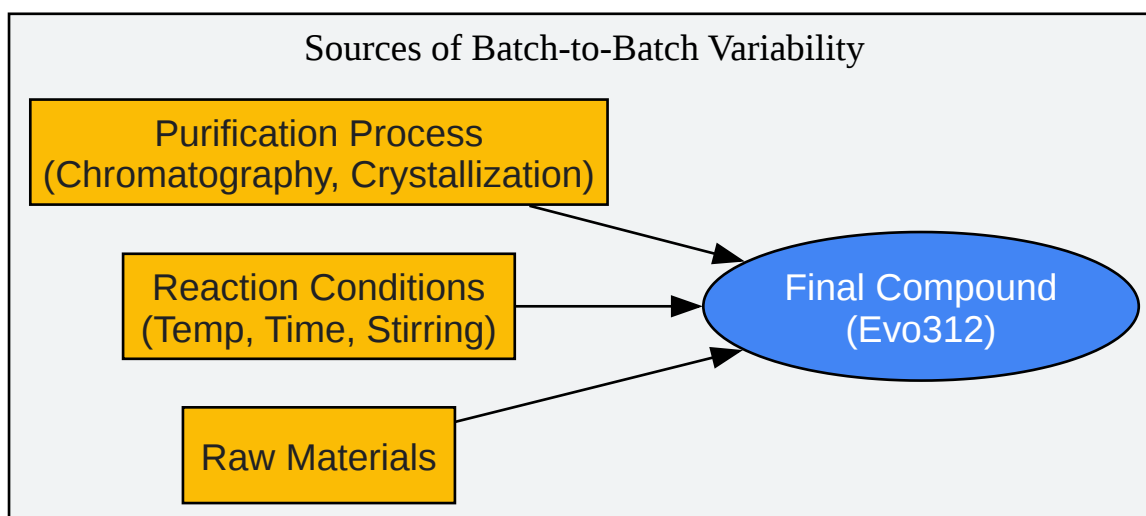 Sources of Batch-to-Batch Variability
Purification Process
(Chromatography, Crystallization)
Reaction Conditions
(Temp, Time, Stirring)
Raw Materials
Final Compound
(Evo312)